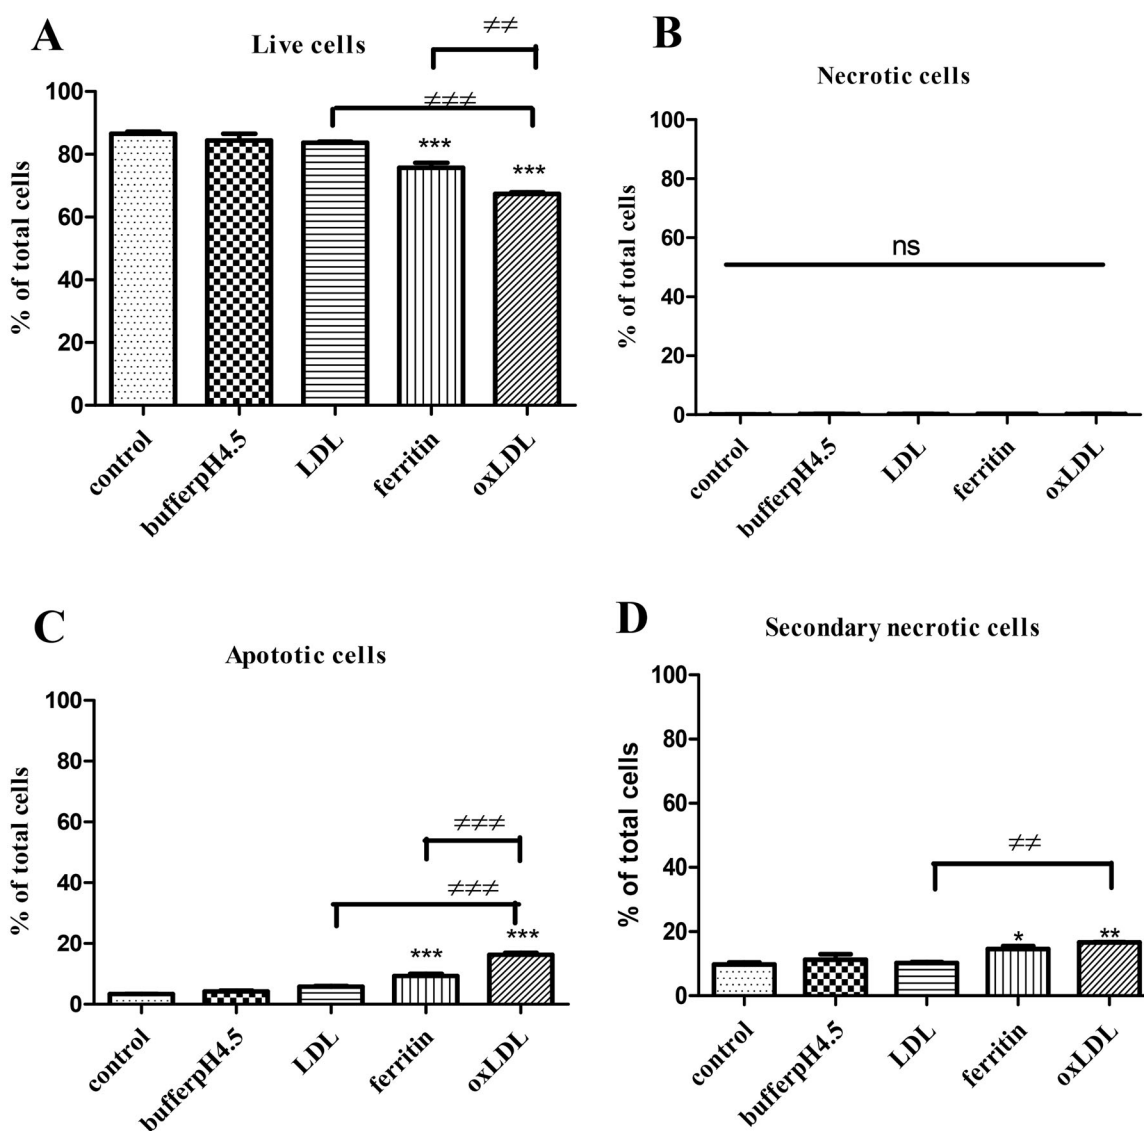 A
Live cells
≠≠
≠≠≠
***
***
% of total cells
100
80
60
40
20
0
control
bufferpH4.5
LDL
ferritin
oxLDL
B
Necrotic cells
ns
% of total cells
100
80
60
40
20
0
control
bufferpH4.5
LDL
ferritin
oxLDL
C
Apototic cells
≠≠≠
≠≠≠
***
***
% of total cells
100
80
60
40
20
0
control
bufferpH4.5
LDL
ferritin
oxLDL
D
Secondary necrotic cells
≠≠
*
**
% of total cells
100
80
60
40
20
0
control
bufferpH4.5
LDL
ferritin
oxLDL